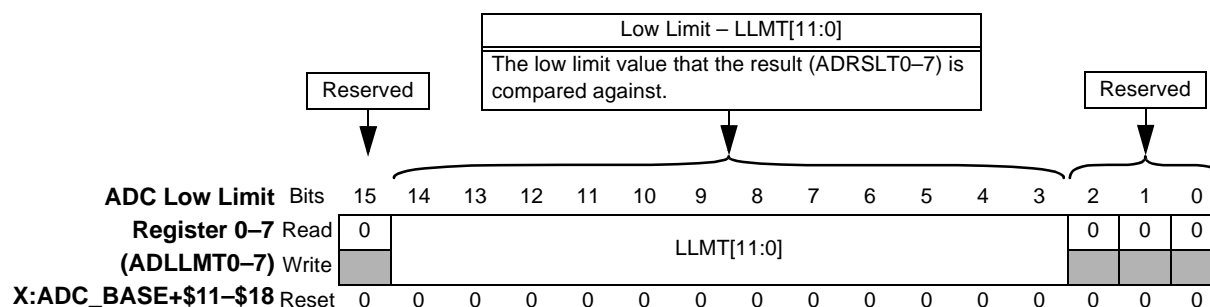 Low Limit – LLMT[11:0]
The low limit value that the result (ADRSLT0–7) is
compared against.
Reserved
Reserved
ADC Low Limit Bits 15 14 13 12 11 10 9 8 7 6 5 4 3 2 1 0
Register 0–7 Read 0 0 0 0
LLMT[11:0]
(ADLLMT0–7) Write
X:ADC_BASE+$11–$18 Reset 0 0 0 0 0 0 0 0 0 0 0 0 0 0 0 0